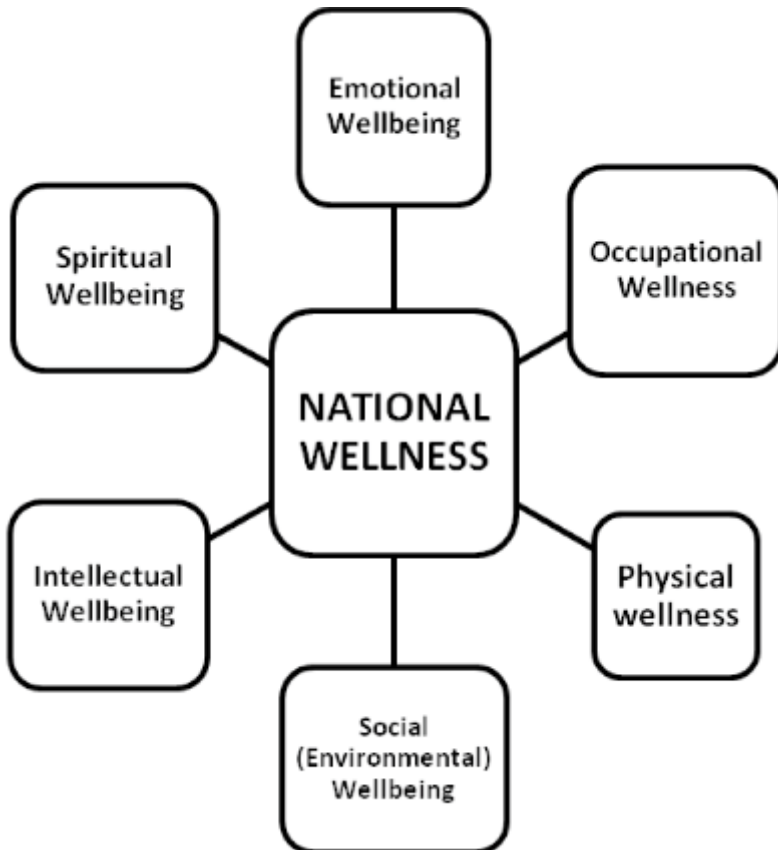 Emotional
Wellbeing
Occupational
Wellness
Spiritual
Wellbeing
NATIONAL
WELLNESS
Physical
wellness
Intellectual
Wellbeing
Social
(Environmental)
Wellbeing